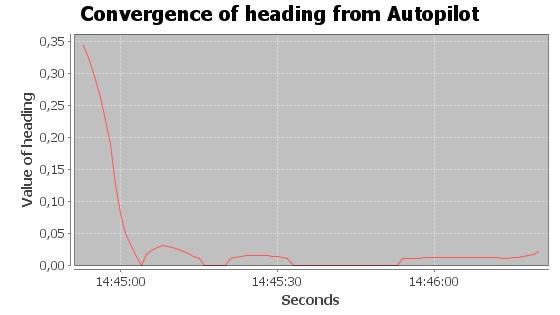 Convergence of heading from Autopilot
Value of heading
0,35
0,30
0,25
0,20
0,15
0,10
0,05
0,00
14:45:00 14:45:30 14:46:00
Seconds